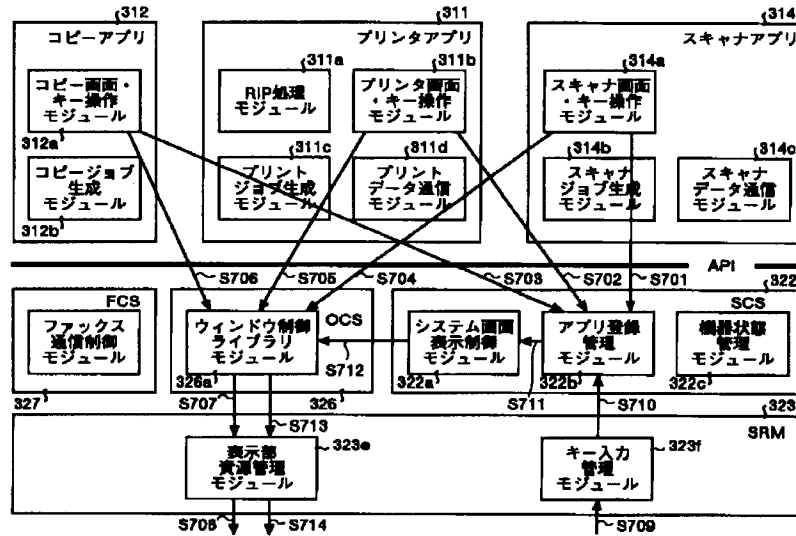 312
コピーアプリ
コピー画面・
キー操作
モジュール
312a
コピージョブ
生成
モジュール
312b
311
プリンタアプリ
311a
RIP処理
モジュール
311b
プリンタ画面
・キー操作
モジュール
311c
プリント
ジョブ生成
モジュール
311d
プリント
データ通信
モジュール
314
スキャナアプリ
314a
スキャナ画面
・キー操作
モジュール
314b
スキャナ
ジョブ生成
モジュール
314c
スキャナ
データ通信
モジュール
API
S706
S705
S704
S703
S702
S701
FCS
ファックス
通信制御
モジュール
327
OCS
ウィンドウ制御
ライブラリ
モジュール
326a
326
S712
322
SCS
システム画面
表示制御
モジュール
322a
アプリ登録
管理
モジュール
322b
機器状態
管理
モジュール
322c
S711
S710
S707
S713
323
SRM
表示部
資源管理
モジュール
323e
キー入力
管理
モジュール
323f
S708
S714
S709